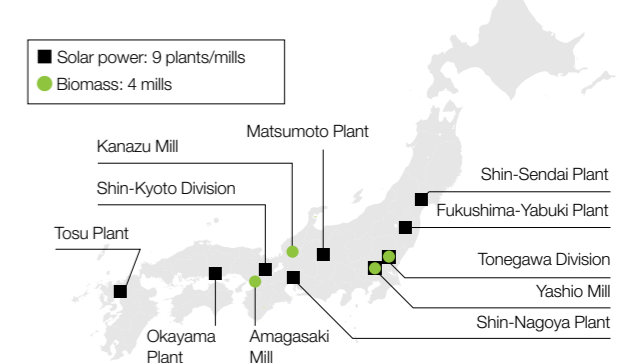 Solar power: 9 plants/mills
Biomass: 4 mills
Matsumoto Plant
Kanazu Mill
Shin-Sendai Plant
Shin-Kyoto Division
Fukushima-Yabuki Plant
Tosu Plant
Tonegawa Division
Yashio Mill
Shin-Nagoya Plant
Okayama
Plant
Amagasaki
Mill